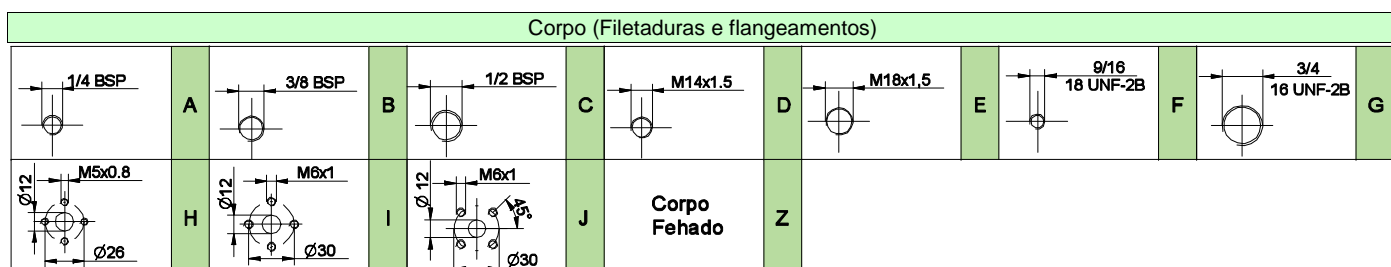 Corpo (Filetaduras e flangeamentos)
1/4 BSP
A
3/8 BSP
B
1/2 BSP
C
M14x1.5
D
M18x1,5
E
9/16
18 UNF-2B
F
3/4
16 UNF-2B
G
Ø12
M5x0.8
Ø26
H
Ø12
M6x1
Ø30
I
Ø 12
M6x1
45°
Ø30
J
Corpo
Fehado
Z